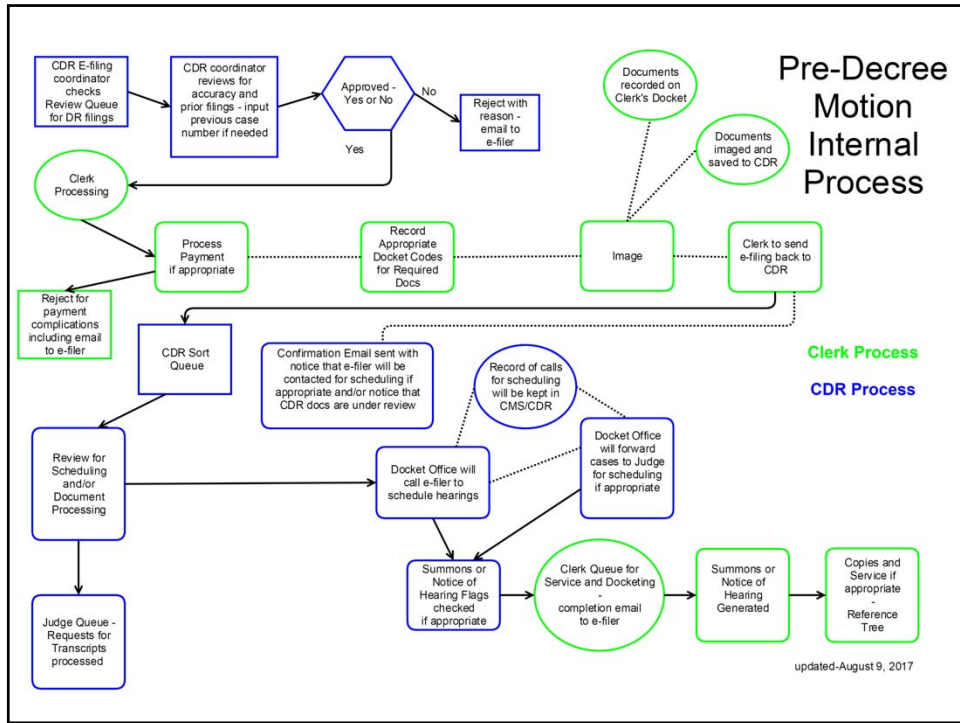 Pre-Decree
Motion
Internal
Process
CDR E-filing
coordinator
checks
Review Queue
for DR filings
CDR coordinator
reviews for
accuracy and
prior filings - input
previous case
number if needed
Approved -
Yes or No
No
Yes
Reject with
reason -
email to
e-filer
Documents
recorded on
Clerk's Docket
Documents
imaged and
saved to CDR
Clerk
Processing
Process
Payment
if appropriate
Record
Appropriate
Docket Codes
for Required
Docs
Image
Clerk to send
e-filing back to
CDR
Reject for
payment
complications
including email
to e-filer
CDR Sort
Queue
Confirmation Email sent with
notice that e-filer will be
contacted for scheduling if
appropriate and/or notice that
CDR docs are under review
Record of calls
for scheduling
will be kept in
CMS/CDR
Clerk Process
CDR Process
Review for
Scheduling
and/or
Document
Processing
Docket Office will
call e-filer to
schedule hearings
Docket Office
will forward
cases to Judge
for scheduling
if appropriate
Judge Queue -
Requests for
Transcripts
processed
Summons or
Notice of
Hearing Flags
checked
if appropriate
Clerk Queue for
Service and Docketing
-
completion email
to e-filer
Summons or
Notice of
Hearing
Generated
Copies and
Service if
appropriate
-
Reference
Tree
updated-August 9, 2017